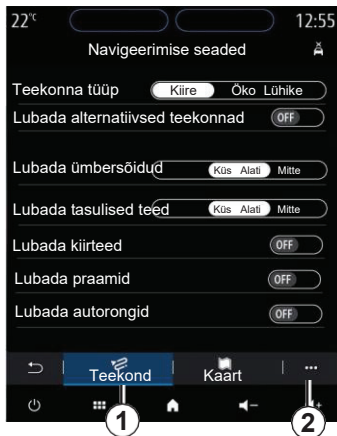 22°C 12:55
Navigeerimise seaded
Teekonna tüüp Kiire Öko Lühike
Lubada alternatiivsed teekonnad OFF
Lubada ümbersõidud Küs Alati Mitte
Lubada tasulised teed Küs Alati Mitte
Lubada kiirteed OFF
Lubada praamid OFF
Lubada autorongid OFF
Teekond Kaart ...
1 2